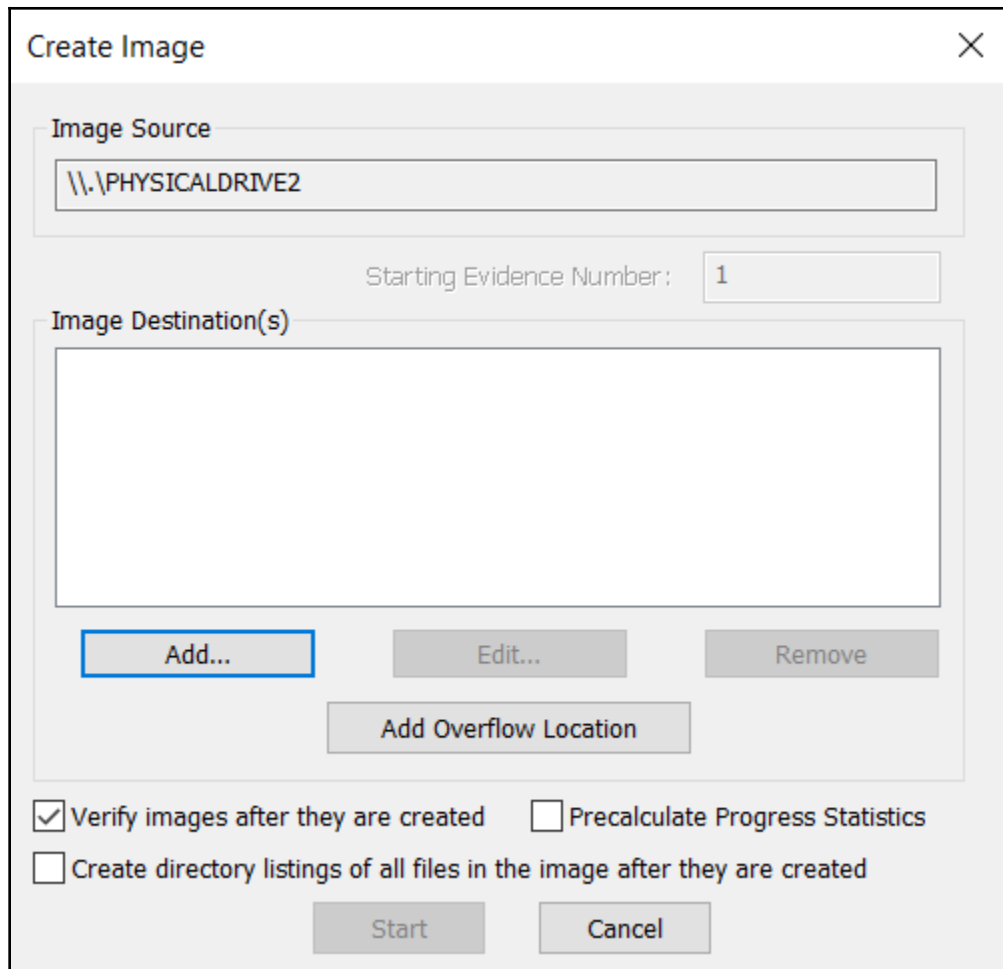 Create Image
Image Source
\\.\PHYSICALDRIVE2
Starting Evidence Number: 1
Image Destination(s)
Add... Edit... Remove
Add Overflow Location
Verify images after they are created Precalculate Progress Statistics
Create directory listings of all files in the image after they are created
Start Cancel